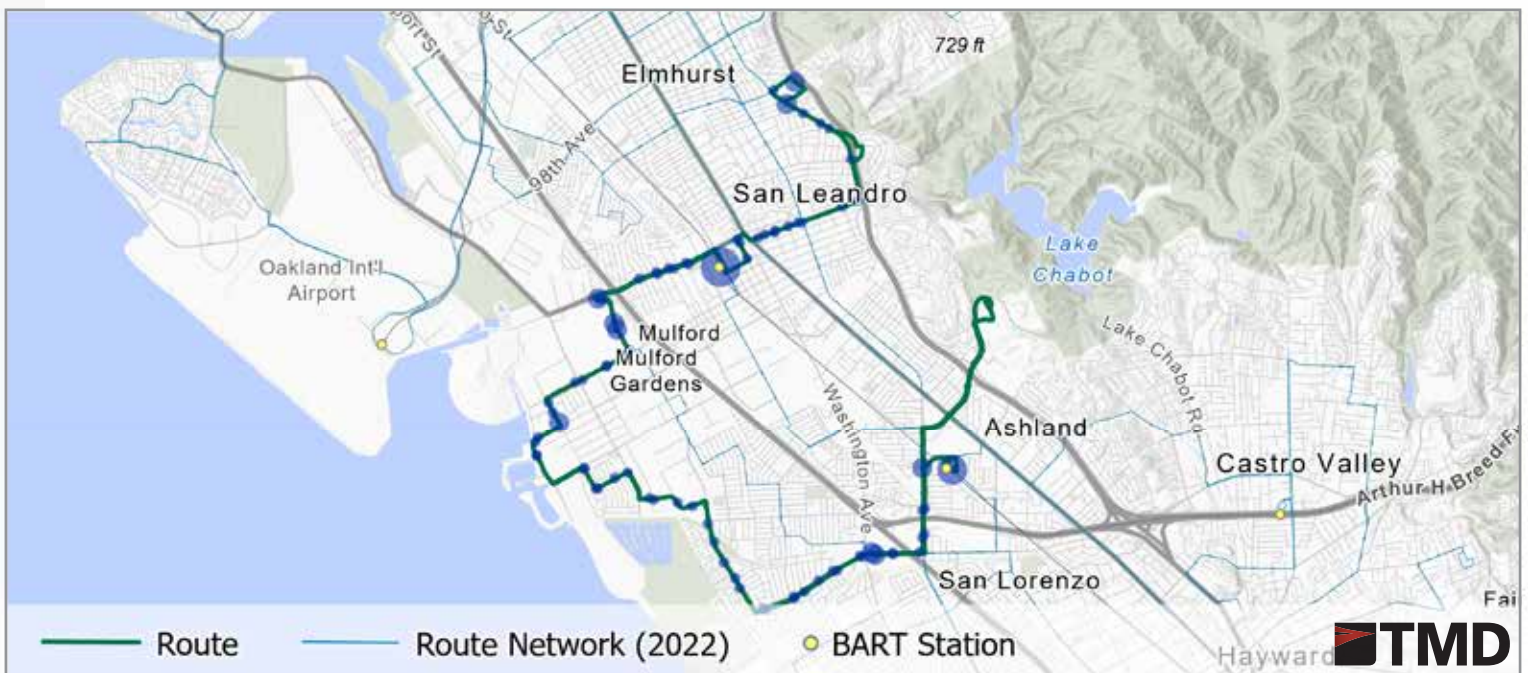 729 ft
Elmhurst
98th Ave
San Leandro
Lake
Chabot
Oakland Int'l
Airport
Mulford
Mulford
Gardens
Lake Chabot Rd
Washington Ave
Ashland
Castro Valley
Arthur H Breed F
San Lorenzo
Fai
Route
Route Network (2022)
BART Station
Hayward
TMD